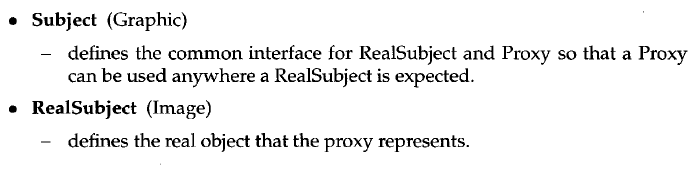 • Subject (Graphic)
– defines the common interface for RealSubject and Proxy so that a Proxy
can be used anywhere a RealSubject is expected.
• RealSubject (Image)
– defines the real object that the proxy represents.